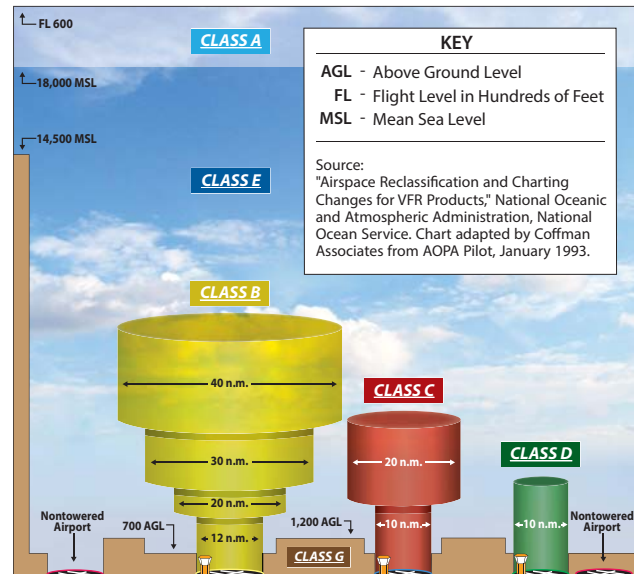 FL 600
CLASS A
18,000 MSL
14,500 MSL
KEY
AGL - Above Ground Level
FL - Flight Level in Hundreds of Feet
MSL - Mean Sea Level
Source:
"Airspace Reclassification and Charting
Changes for VFR Products," National Oceanic
and Atmospheric Administration, National
Ocean Service. Chart adapted by Coffman
Associates from AOPA Pilot, January 1993.
CLASS E
CLASS B
40 n.m.
30 n.m.
20 n.m.
12 n.m.
CLASS C
20 n.m.
10 n.m.
CLASS D
10 n.m.
Nontowered
Airport
700 AGL
1,200 AGL
CLASS G
Nontowered
Airport